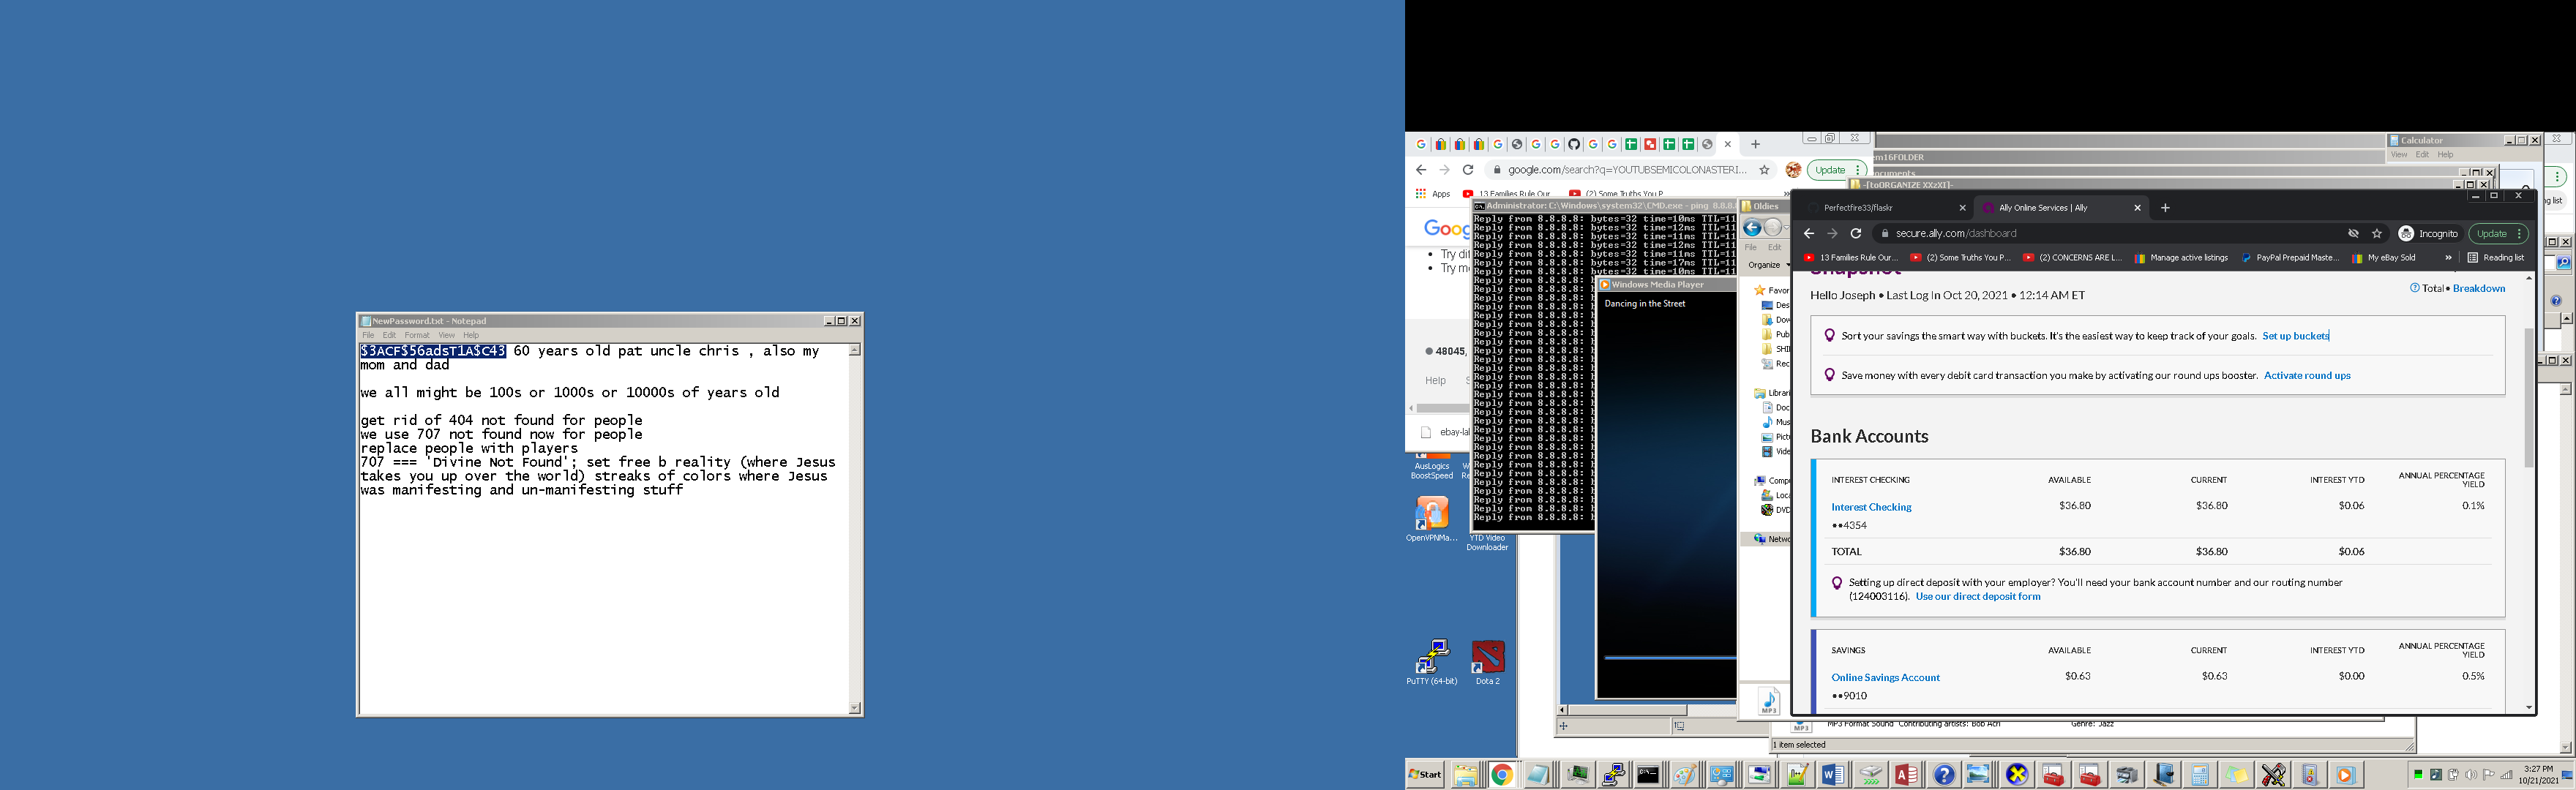 NewPassword.txt - Notepad
File Edit Format View Help
$3ACF$56adsT1A$C43 60 years old pat uncle chris , also my
mom and dad
we all might be 100s or 1000s or 10000s of years old
get rid of 404 not found for people
we use 707 not found now for people
replace people with players
707 === 'Divine Not Found'; set free b reality (where Jesus
takes you up over the world) streaks of colors where Jesus
was manifesting and un-manifesting stuff
google.com/search?q=YOUTUBSEMICOLONASTERI...
Update
Apps
13 Families Rule Our
(2) Some Truths You P
48045,
Help
AusLogics
BoostSpeed
OpenVPNMa...
YTD Video
Downloader
PuTTY (64-bit)
Dota 2
Administrator: C:\Windows\system32\CMD.exe - ping 8.8.8.
Reply from 8.8.8.8: bytes=32 time=10ms TTL=11
Reply from 8.8.8.8: bytes=32 time=12ms TTL=11
Reply from 8.8.8.8: bytes=32 time=11ms TTL=11
Reply from 8.8.8.8: bytes=32 time=12ms TTL=11
Reply from 8.8.8.8: bytes=32 time=11ms TTL=11
Reply from 8.8.8.8: bytes=32 time=17ms TTL=11
Reply from 8.8.8.8: bytes=32 time=10ms TTL=11
Windows Media Player
Dancing in the Street
Oldies
File Edit
Organize
Calculator
View Edit Help
-[toORGANIZE XXzXT]-
Perfectfire33/flaskr
Ally Online Services | Ally
secure.ally.com/dashboard
Incognito
Update
13 Families Rule Our...
(2) Some Truths You P...
(2) CONCERNS ARE L...
Manage active listings
PayPal Prepaid Maste...
My eBay Sold
»
Reading list
Snapshot
Hello Joseph • Last Log In Oct 20, 2021 • 12:14 AM ET
Total • Breakdown
Sort your savings the smart way with buckets. It's the easiest way to keep track of your goals. Set up buckets
Save money with every debit card transaction you make by activating our round ups booster. Activate round ups
Bank Accounts
INTEREST CHECKING AVAILABLE CURRENT INTEREST YTD ANNUAL PERCENTAGE YIELD
Interest Checking $36.80 $36.80 $0.06 0.1%
••4354
TOTAL $36.80 $36.80 $0.06
Setting up direct deposit with your employer? You'll need your bank account number and our routing number
(124003116). Use our direct deposit form
SAVINGS AVAILABLE CURRENT INTEREST YTD ANNUAL PERCENTAGE YIELD
Online Savings Account $0.63 $0.63 $0.00 0.5%
••9010
MP3 Format Sound Contributing artists: Bob Acri Genre: Jazz
1 item selected
Start
3:27 PM
10/21/2021